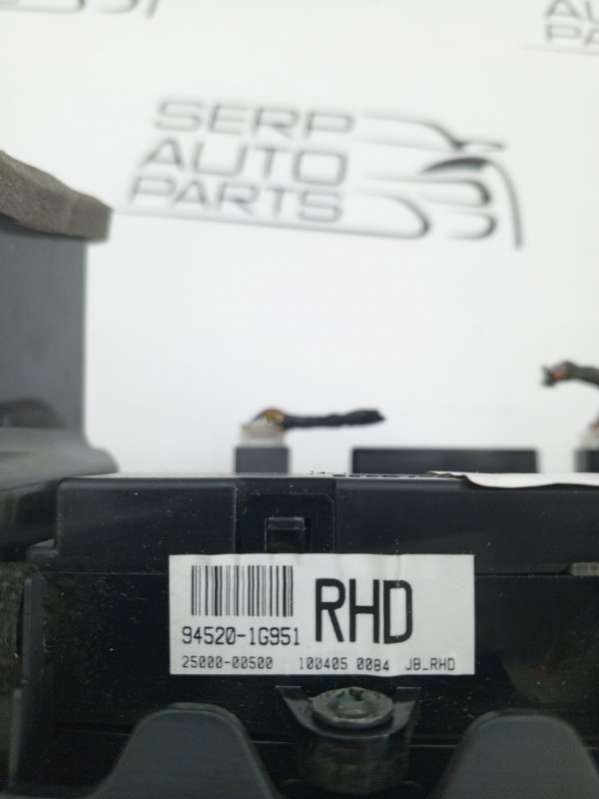 SERP
AUTO
PARTS
94520-1G951
RHD
25000-00500 100405 0084 JB_RHD